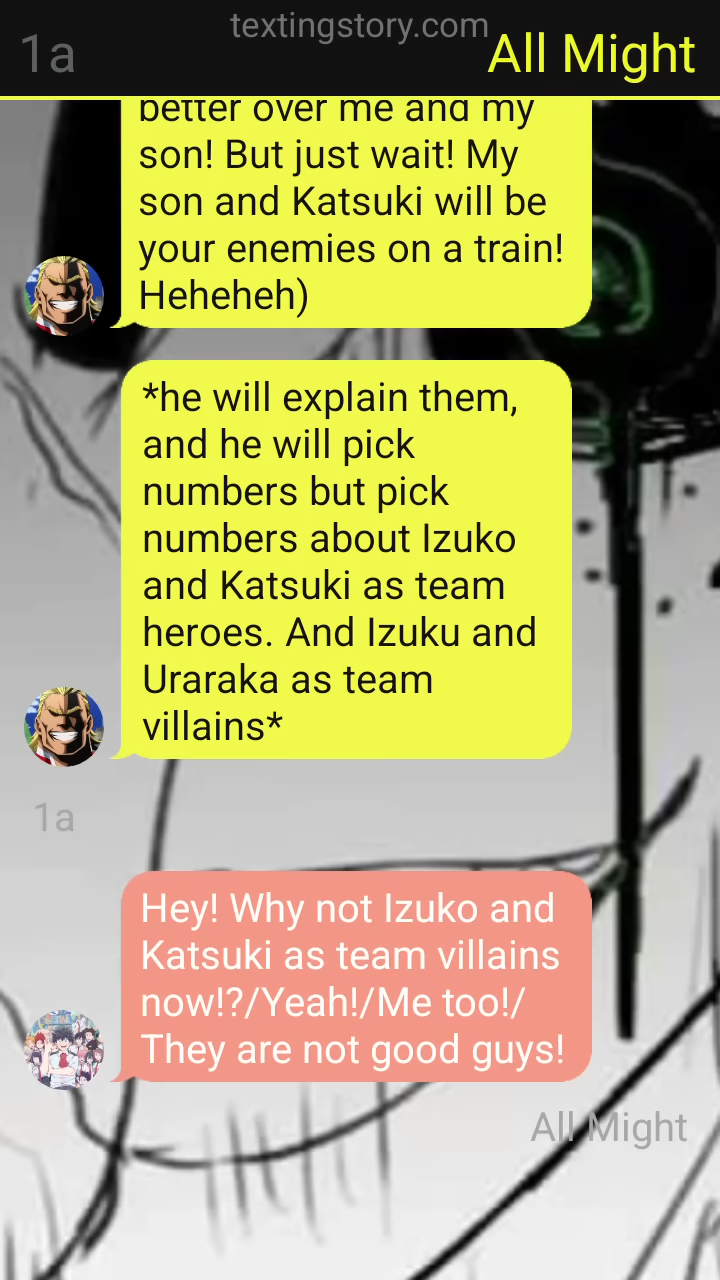 textingstory.com
1a
All Might
better over me and my
son! But just wait! My
son and Katsuki will be
your enemies on a train!
Heheheh)
*he will explain them,
and he will pick
numbers but pick
numbers about Izuko
and Katsuki as team
heroes. And Izuku and
Uraraka as team
villains*
1a
Hey! Why not Izuko and
Katsuki as team villains
now!?/Yeah!/Me too!/
They are not good guys!
All Might